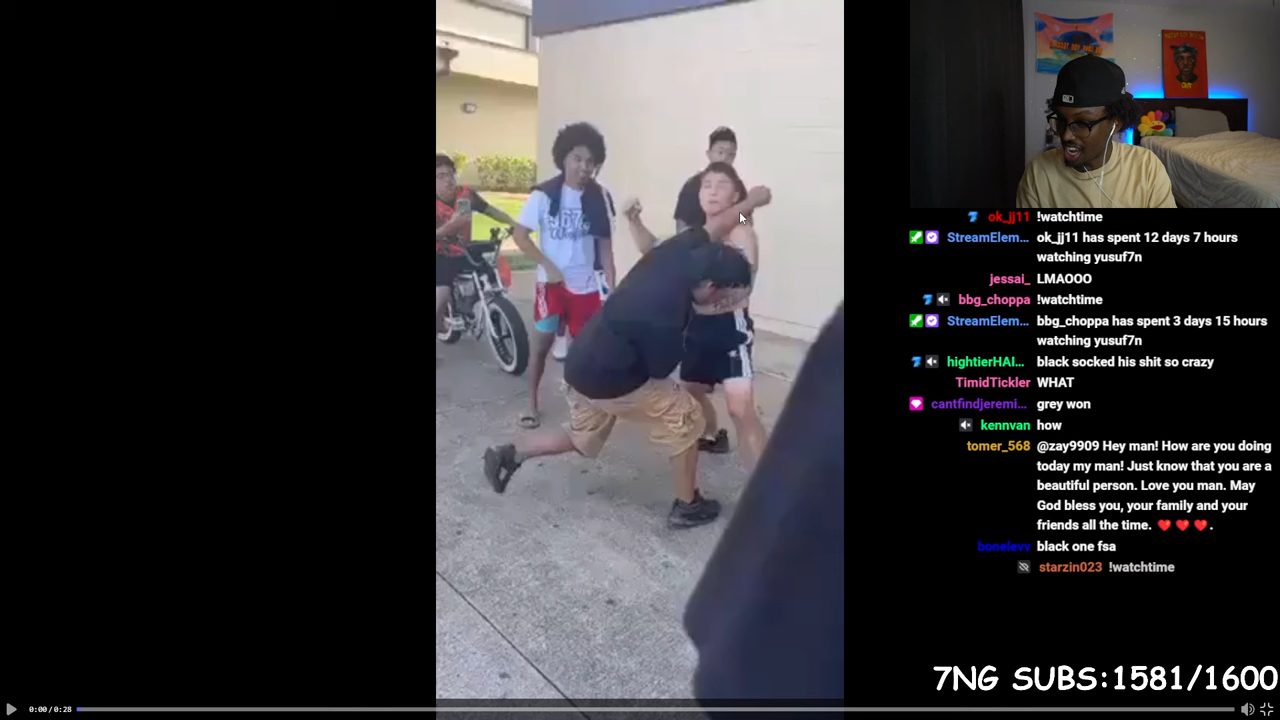 ok_jj11 !watchtime
StreamElem... ok_jj11 has spent 12 days 7 hours
watching yusuf7n
jessai_ LMAOOO
bbg_choppa !watchtime
StreamElem... bbg_choppa has spent 3 days 15 hours
watching yusuf7n
hightierHAI... black socked his shit so crazy
TimidTickler WHAT
cantfindjeremi... grey won
kennvan how
tomer_568 @zay9909 Hey man! How are you doing
today my man! Just know that you are a
beautiful person. Love you man. May
God bless you, your family and your
friends all the time. ❤️ ❤️ ❤️ .
bonelevv black one fsa
starzin023 !watchtime
7NG SUBS:1581/1600
0:00 / 0:28